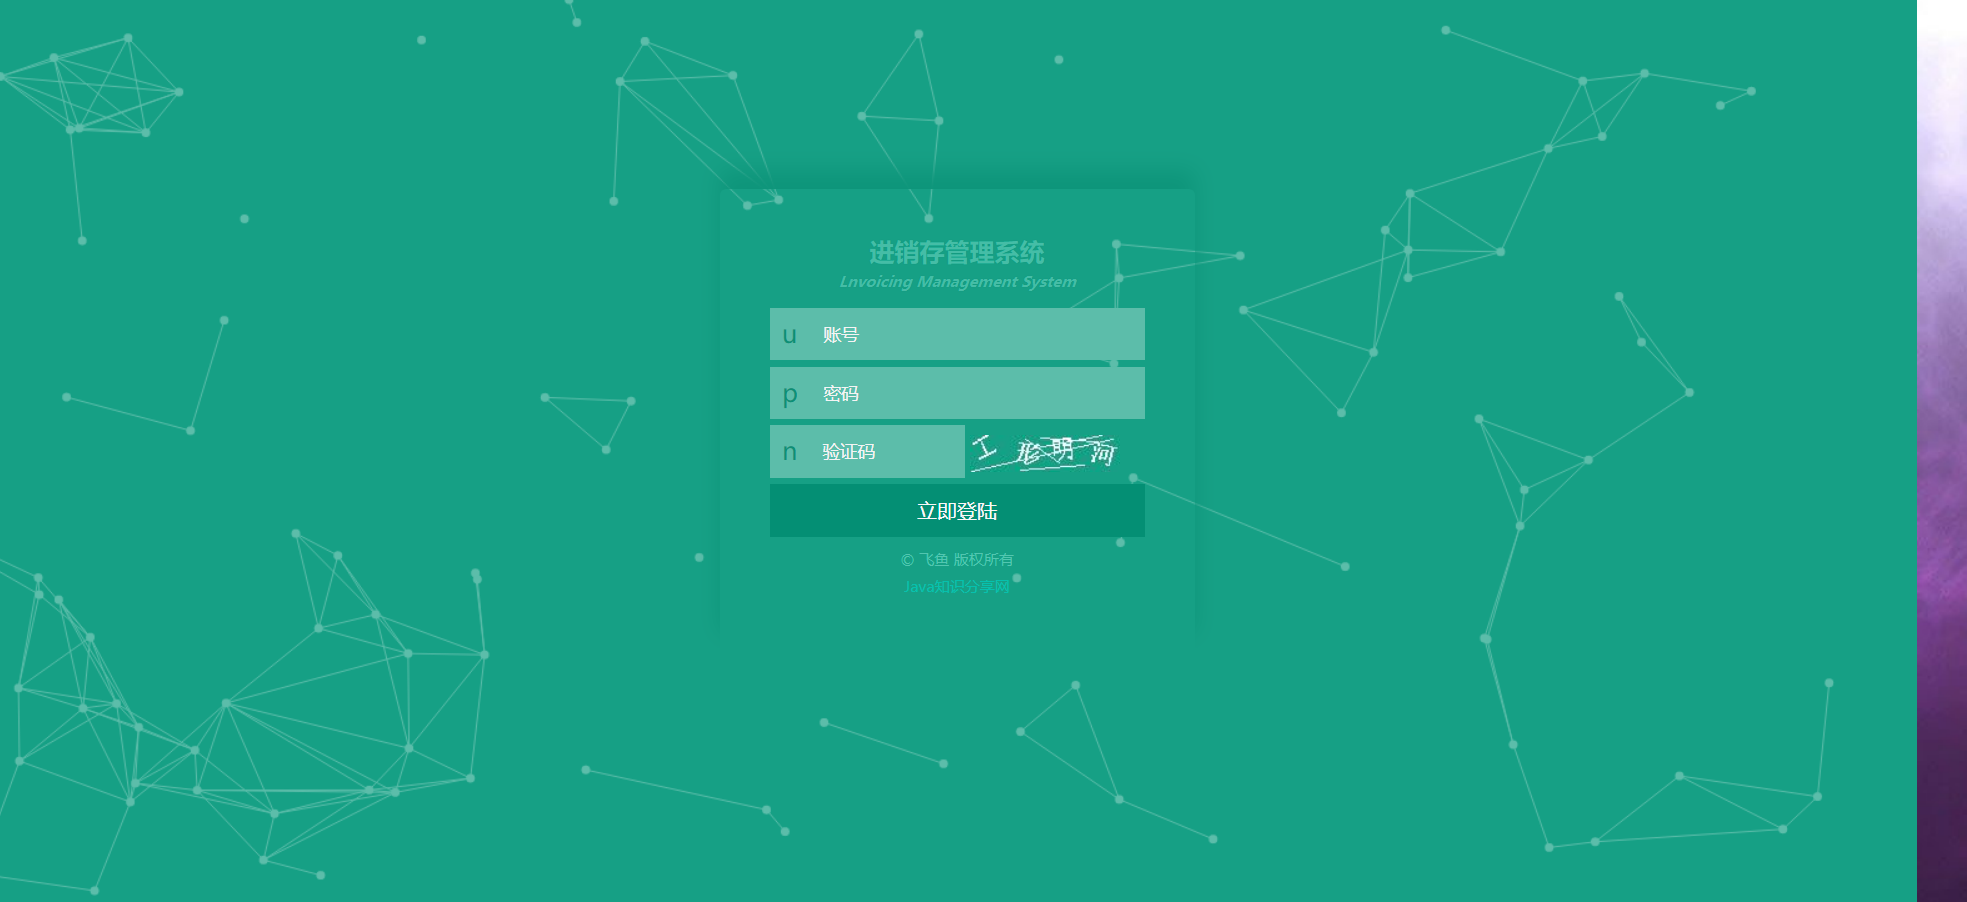 进销存管理系统
Lnvoicing Management System
u 账号
p 密码
n 验证码 工形明河
立即登陆
© 飞鱼 版权所有
Java知识分享网